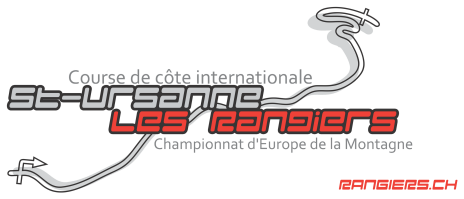 Course de côte internationale
ST-URSANNE
LES RANGIERS
Championnat d'Europe de la Montagne
RANGIERS.CH